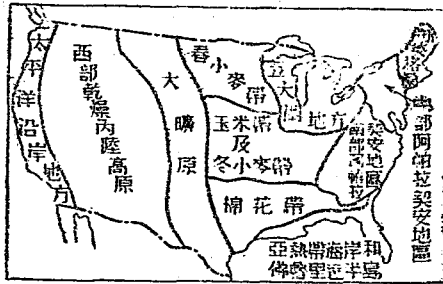 太平洋沿岸地方
西部乾燥內陸高原
大曠原
春小麥帶
五大湖
地方
玉米帶
及
冬小麥帶
棉花帶
南部阿帕拉
契安地區
部阿帕拉契安地區
亞熱帶海岸和
里達半島